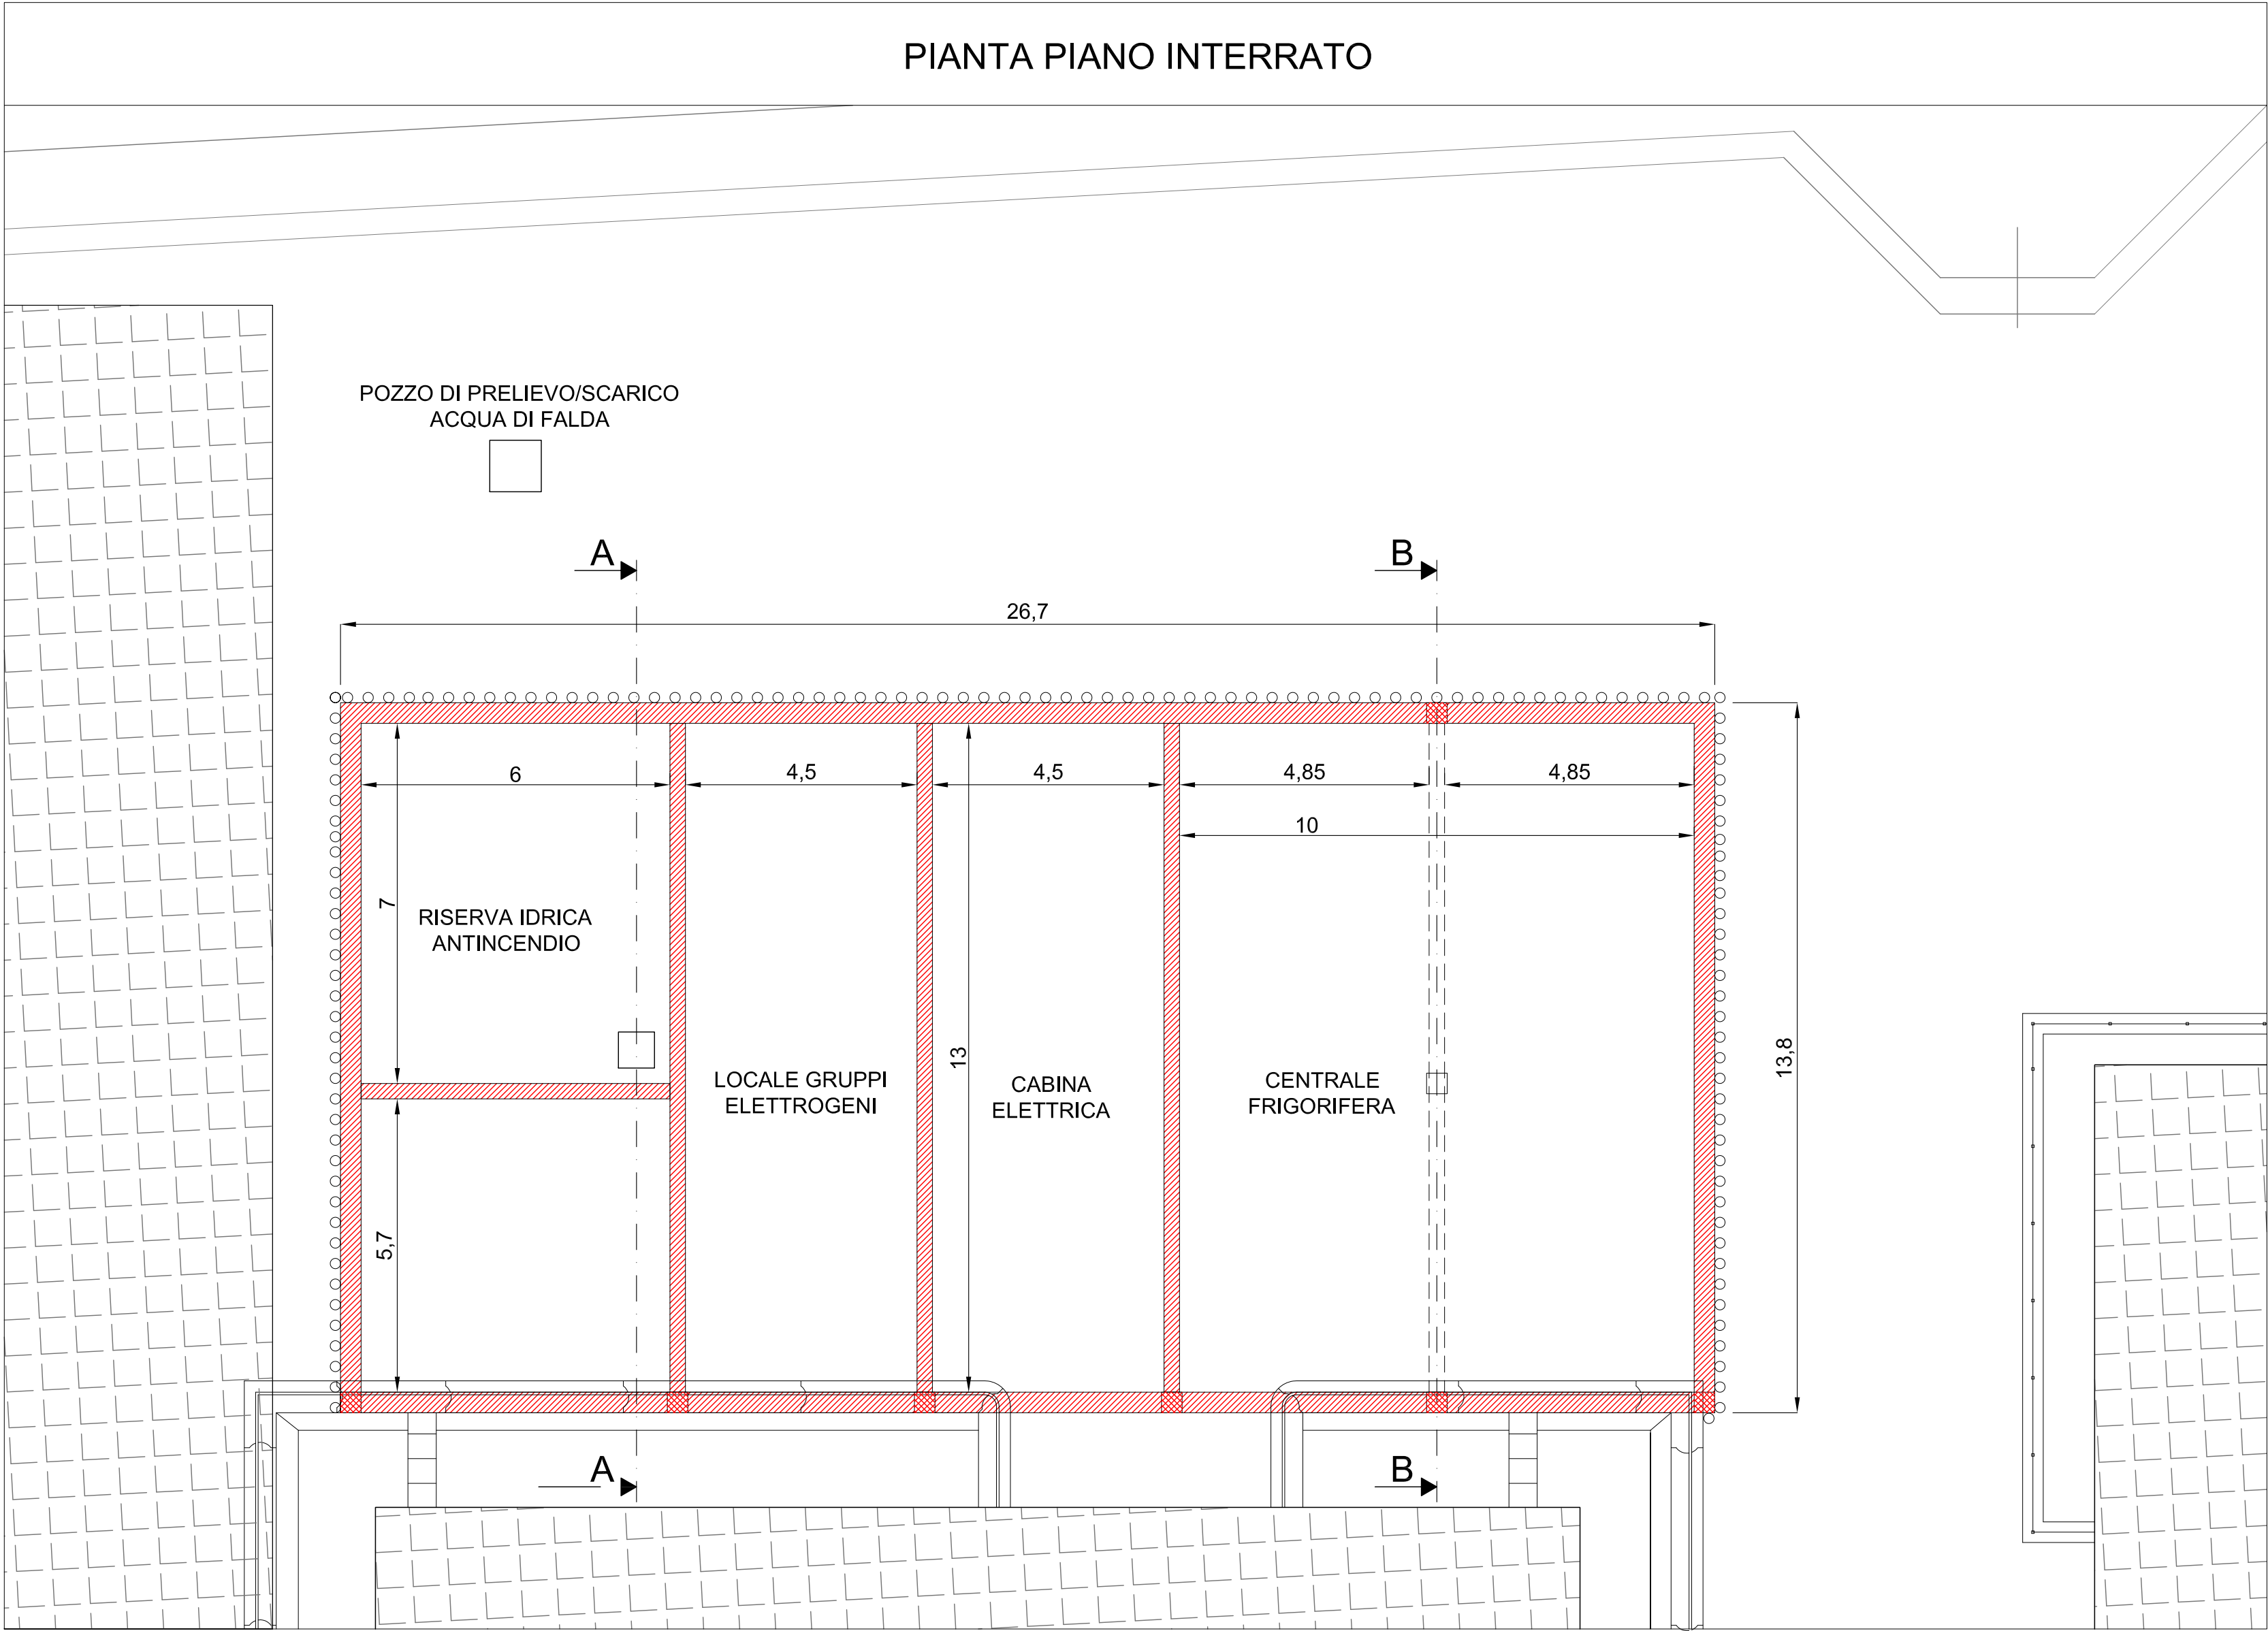 PIANTA PIANO INTERRATO
POZZO DI PRELIEVO/SCARICO
ACQUA DI FALDA
A
B
26,7
6
4,5
4,5
4,85
4,85
10
7
RISERVA IDRICA
ANTINCENDIO
13
13,8
LOCALE GRUPPI
ELETTROGENI
CABINA
ELETTRICA
CENTRALE
FRIGORIFERA
5,7
A
B